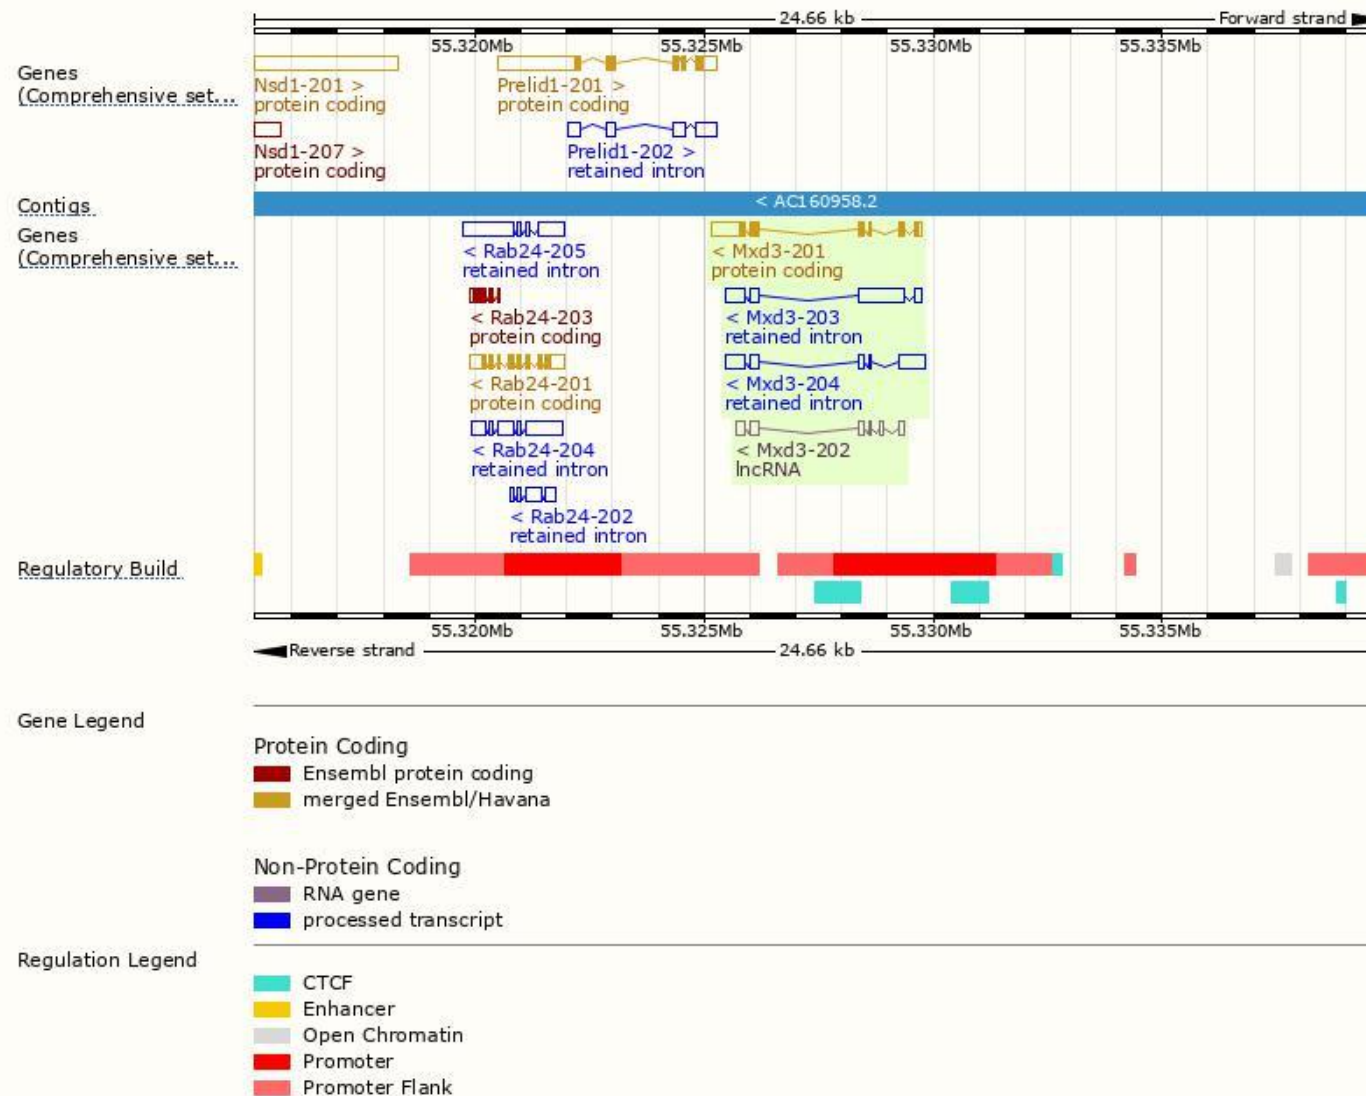 24.66 kb Forward strand
55.320Mb 55.325Mb 55.330Mb 55.335Mb
Genes
(Comprehensive set...
Nsd1-201 > Prelid1-201 >
protein coding protein coding
Nsd1-207 > Prelid1-202 >
protein coding retained intron
Contigs < AC160958.2
Genes
(Comprehensive set...
< Rab24-205 < Mxd3-201
retained intron protein coding
< Rab24-203 < Mxd3-203
protein coding retained intron
< Rab24-201 < Mxd3-204
protein coding retained intron
< Rab24-204 < Mxd3-202
retained intron lncRNA
< Rab24-202
retained intron
Regulatory Build
55.320Mb 55.325Mb 55.330Mb 55.335Mb
Reverse strand 24.66 kb
Gene Legend
Protein Coding
Ensembl protein coding
merged Ensembl/Havana
Non-Protein Coding
RNA gene
processed transcript
Regulation Legend
CTCF
Enhancer
Open Chromatin
Promoter
Promoter Flank